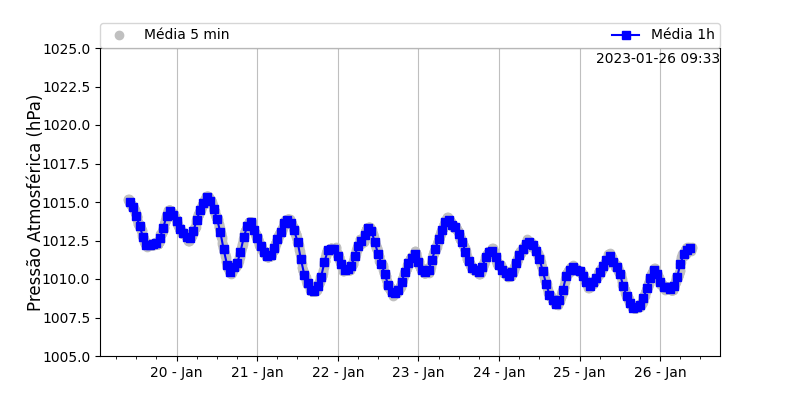 Média 5 min
Média 1h
2023-01-26 09:33
Pressão Atmosférica (hPa)
1025.0
1022.5
1020.0
1017.5
1015.0
1012.5
1010.0
1007.5
1005.0
20 - Jan
21 - Jan
22 - Jan
23 - Jan
24 - Jan
25 - Jan
26 - Jan